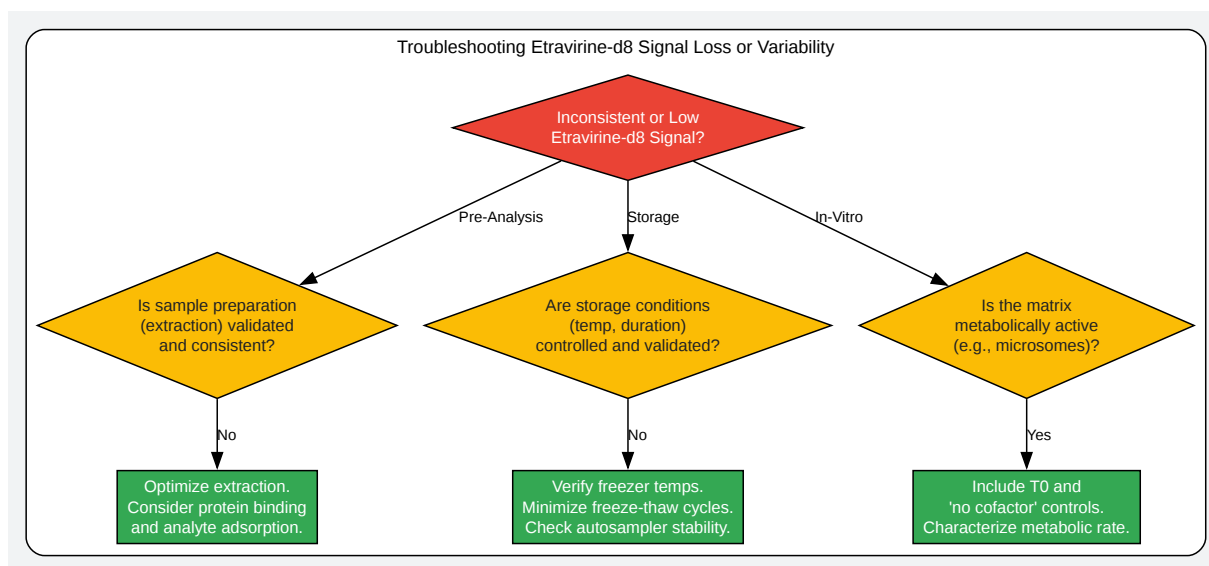 Troubleshooting Etravirine-d8 Signal Loss or Variability
Inconsistent or Low
Etravirine-d8 Signal?
Pre-Analysis
Storage
In-Vitro
Is sample preparation
(extraction) validated
and consistent?
Are storage conditions
(temp, duration)
controlled and validated?
Is the matrix
metabolically active
(e.g., microsomes)?
No
No
Yes
Optimize extraction.
Consider protein binding
and analyte adsorption.
Verify freezer temps.
Minimize freeze-thaw cycles.
Check autosampler stability.
Include T0 and
'no cofactor' controls.
Characterize metabolic rate.